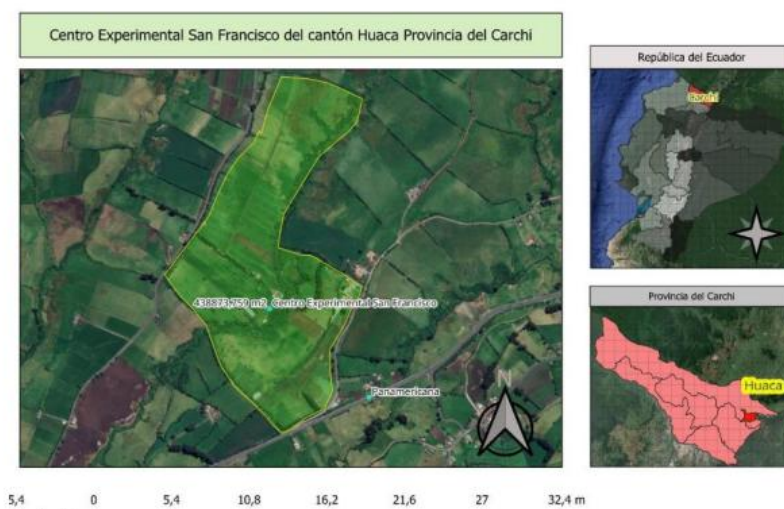 Centro Experimental San Francisco del cantón Huaca Provincia del Carchi
República del Ecuador
Carchi
438873,759 m2 Centro Experimental San Francisco
Panamericana
N
Provincia del Carchi
Huaca
5,4 0 5,4 10,8 16,2 21,6 27 32,4 m